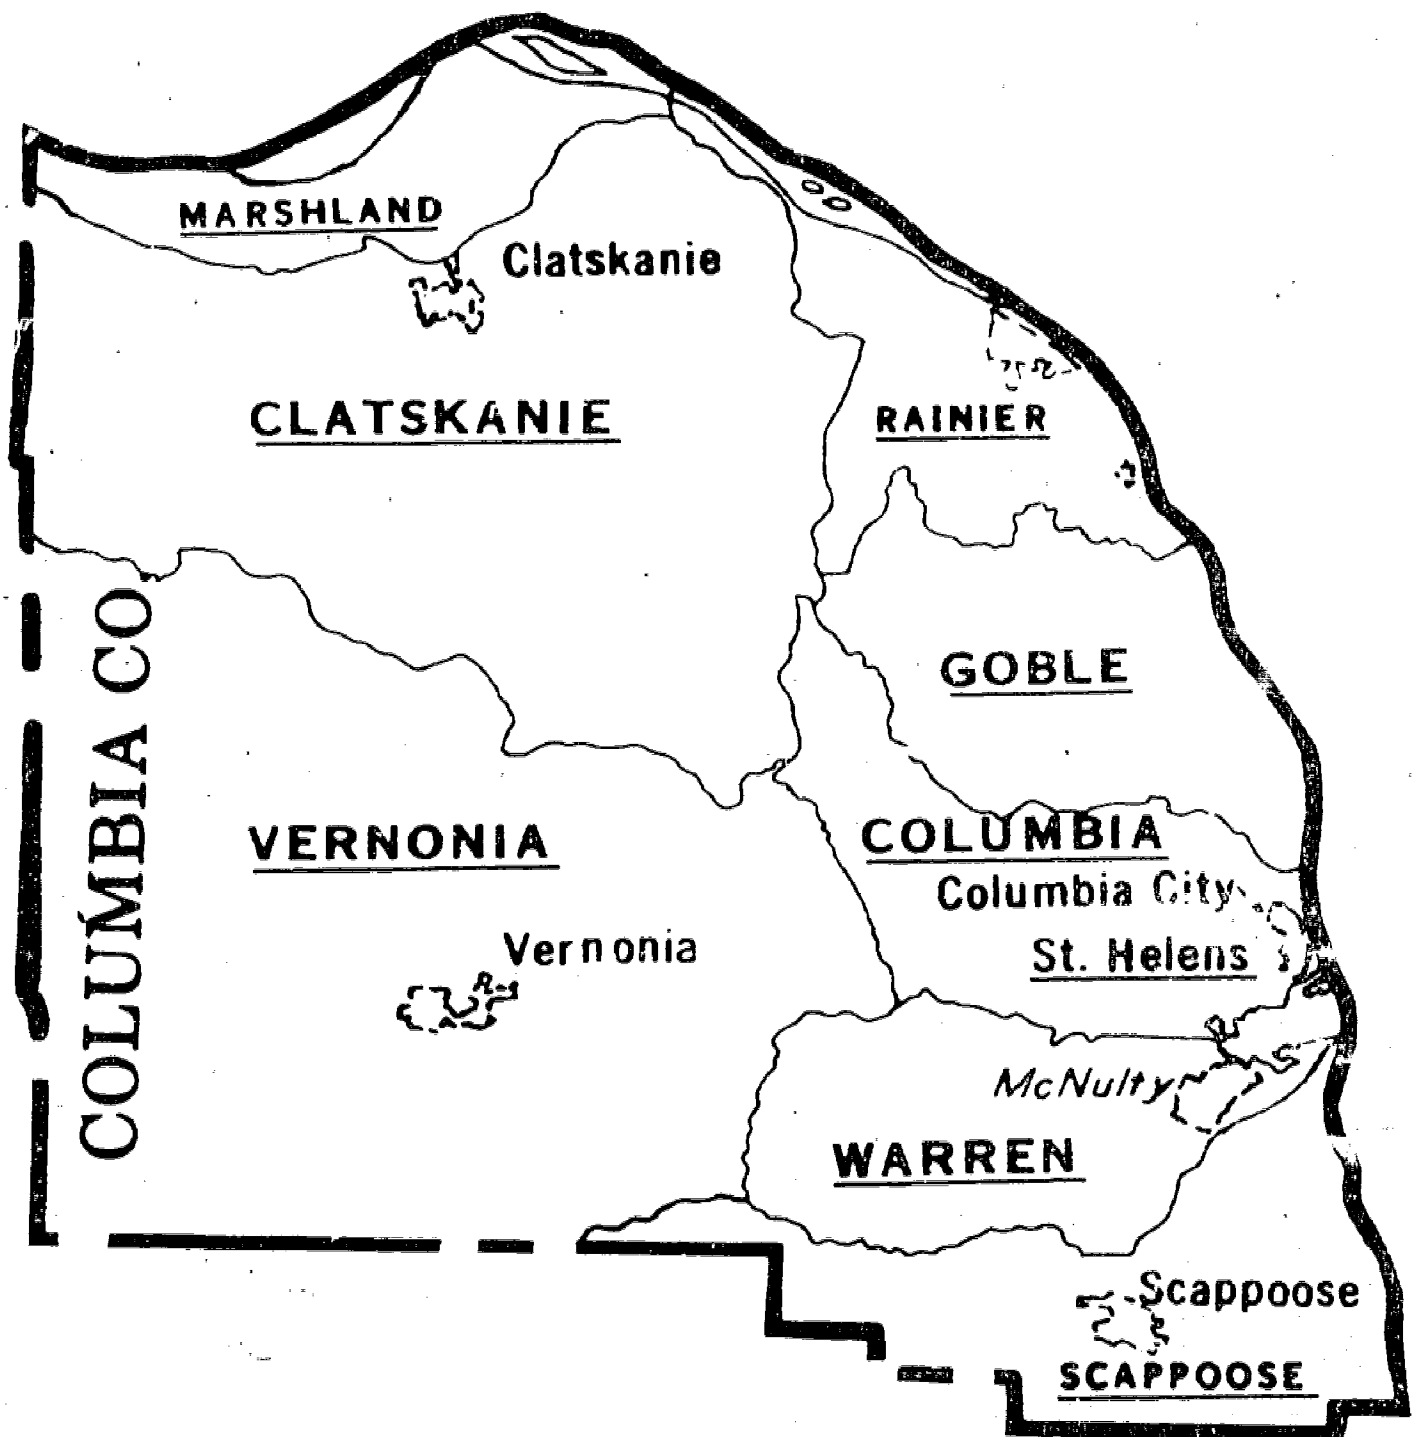 MARSHLAND
Clatskanie
CLATSKANIE
RAINIER
COLUMBIA CO
GOBLE
VERNONIA
COLUMBIA
Columbia City
Vernonia
St. Helens
McNulty
WARREN
Scappoose
SCAPPOOSE